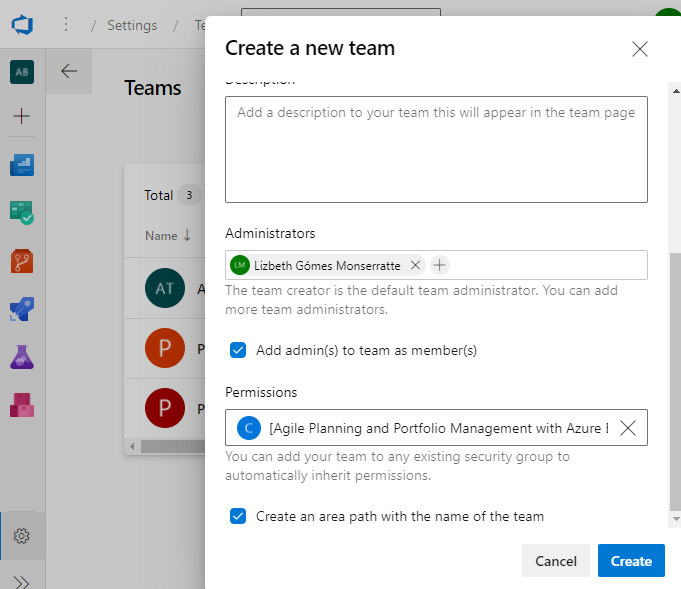 Settings
Te
Create a new team
AB
Teams
Description
Add a description to your team this will appear in the team page
Total 3
Name ↓
Administrators
LM Lizbeth Gómes Monserratte
The team creator is the default team administrator. You can add
more team administrators.
AT A
P P
Add admin(s) to team as member(s)
Permissions
P P
C [Agile Planning and Portfolio Management with Azure
You can add your team to any existing security group to
automatically inherit permissions.
Create an area path with the name of the team
Cancel Create